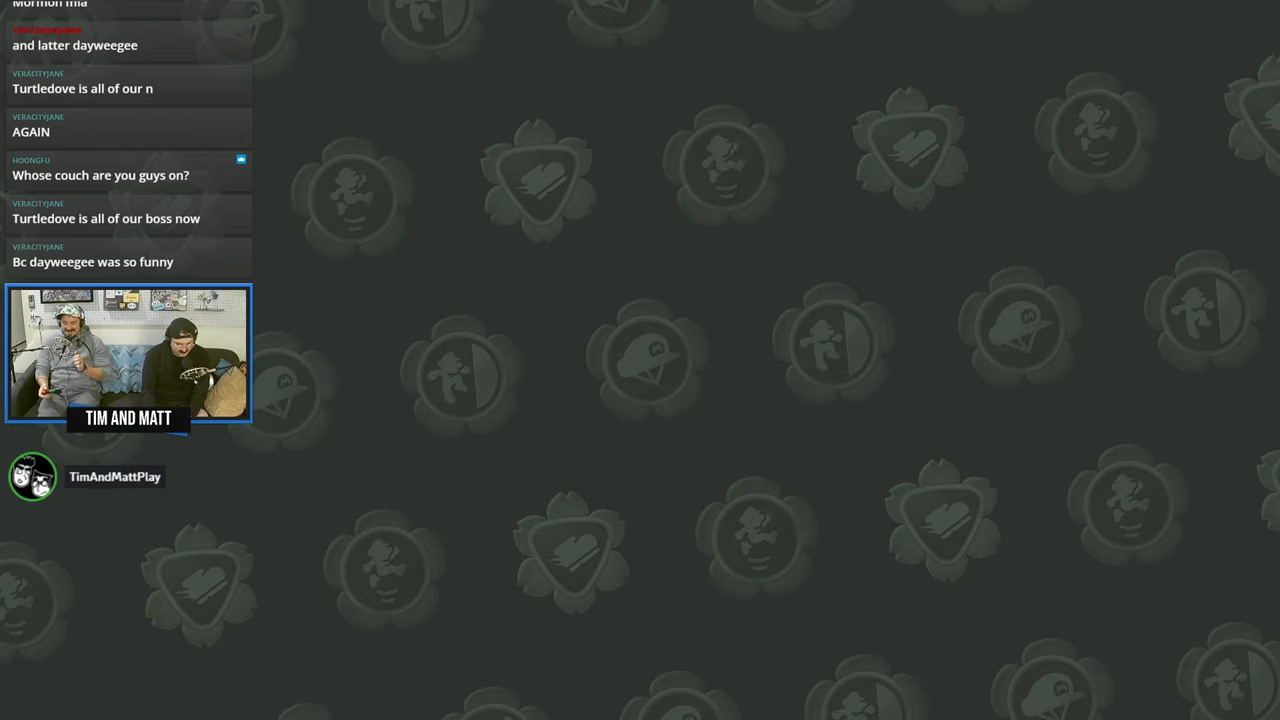 Mormon mia
and latter dayweegee
VERACITYJANE
Turtledove is all of our n
VERACITYJANE
AGAIN
HOONGFU
Whose couch are you guys on?
VERACITYJANE
Turtledove is all of our boss now
VERACITYJANE
Bc dayweegee was so funny
TIM AND MATT
TimAndMattPlay